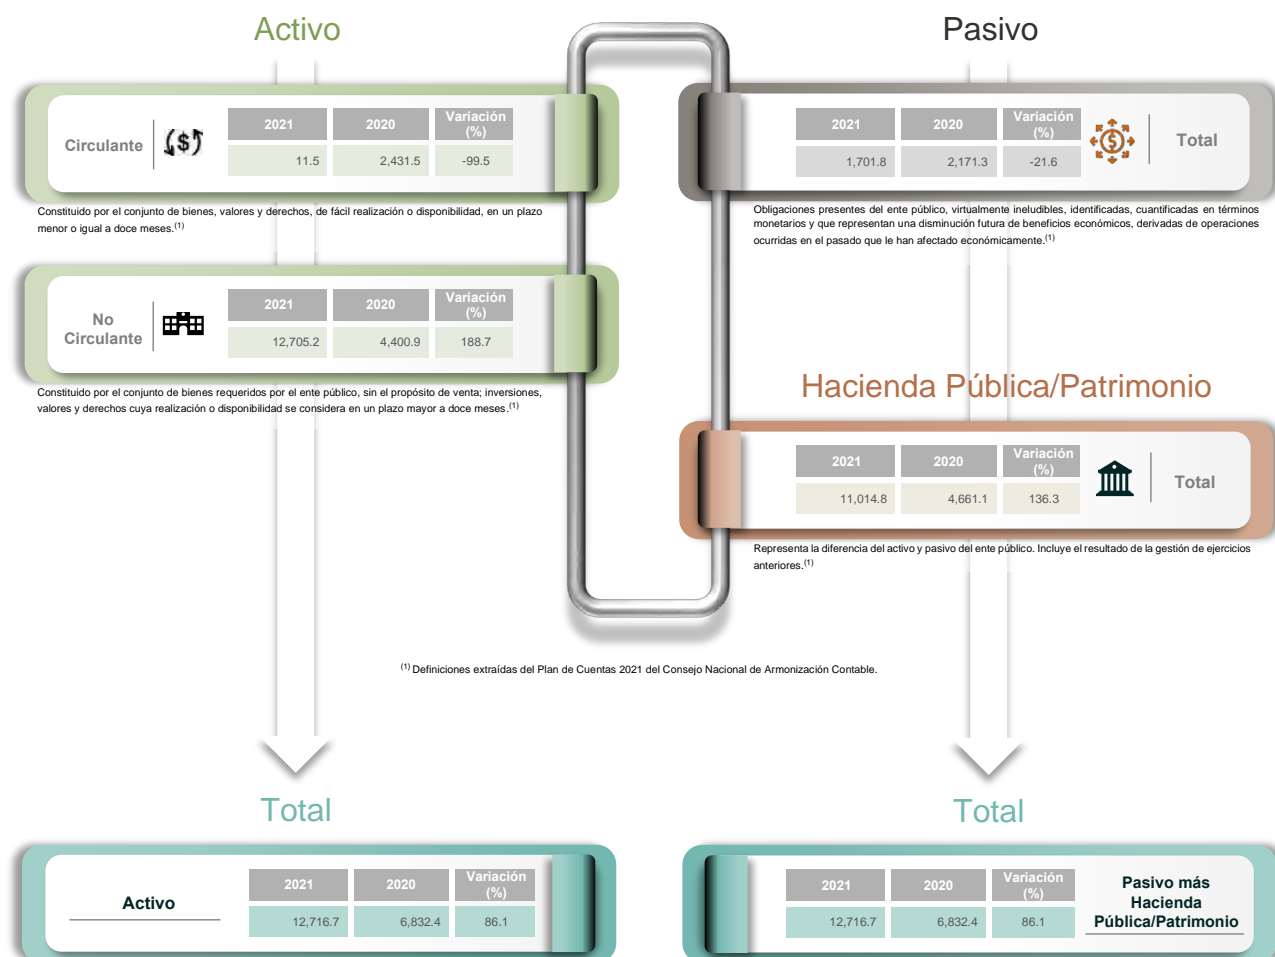 Activo
Circulante
2021 2020 Variación (%)
11.5 2,431.5 -99.5
Constituido por el conjunto de bienes, valores y derechos, de fácil realización o disponibilidad, en un plazo
menor o igual a doce meses.(1)
No
Circulante
2021 2020 Variación (%)
12,705.2 4,400.9 188.7
Constituido por el conjunto de bienes requeridos por el ente público, sin el propósito de venta; inversiones,
valores y derechos cuya realización o disponibilidad se considera en un plazo mayor a doce meses.(1)
Pasivo
2021 2020 Variación (%)
1,701.8 2,171.3 -21.6
Total
Obligaciones presentes del ente público, virtualmente ineludibles, identificadas, cuantificadas en términos
monetarios y que representan una disminución futura de beneficios económicos, derivadas de operaciones
ocurridas en el pasado que le han afectado económicamente.(1)
Hacienda Pública/Patrimonio
2021 2020 Variación (%)
11,014.8 4,661.1 136.3
Total
Representa la diferencia del activo y pasivo del ente público. Incluye el resultado de la gestión de ejercicios
anteriores.(1)
(1) Definiciones extraídas del Plan de Cuentas 2021 del Consejo Nacional de Armonización Contable.
Total
Activo
2021 2020 Variación (%)
12,716.7 6,832.4 86.1
Total
2021 2020 Variación (%)
12,716.7 6,832.4 86.1
Pasivo más
Hacienda
Pública/Patrimonio